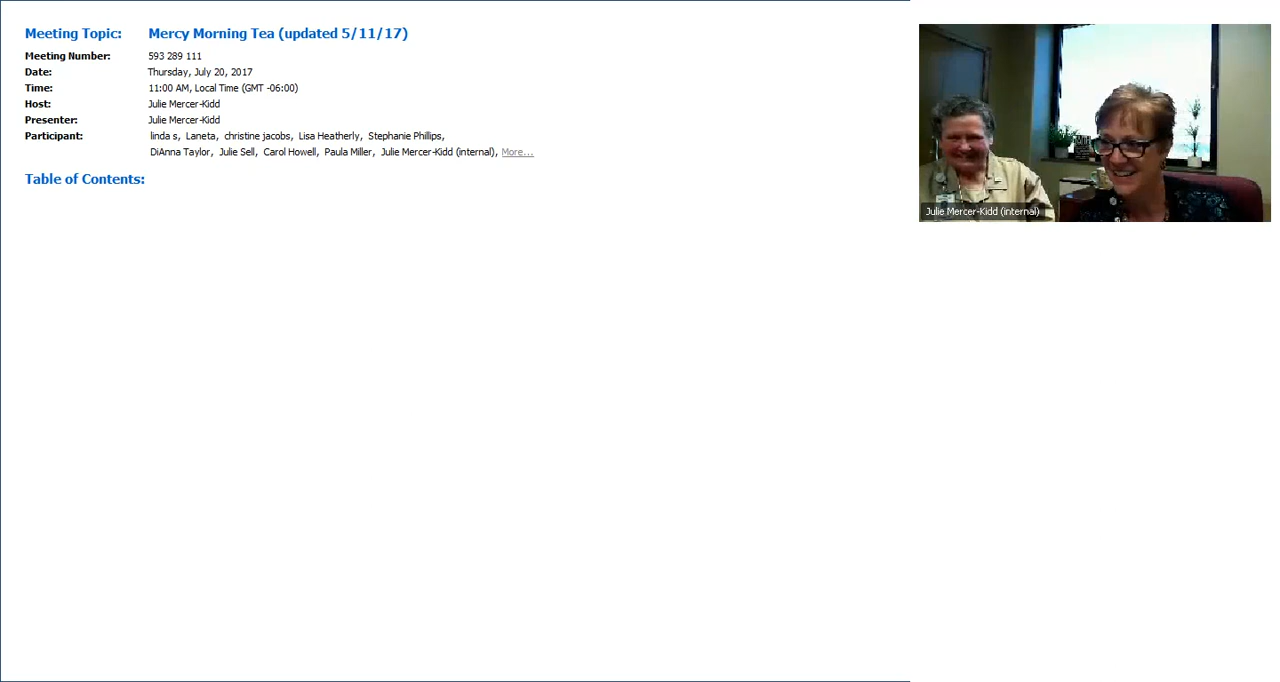 Meeting Topic: Mercy Morning Tea (updated 5/11/17)
Meeting Number: 593 289 111
Date: Thursday, July 20, 2017
Time: 11:00 AM, Local Time (GMT -06:00)
Host: Julie Mercer-Kidd
Presenter: Julie Mercer-Kidd
Participant: linda s, Laneta, christine jacobs, Lisa Heatherly, Stephanie Phillips,
DiAnna Taylor, Julie Sell, Carol Howell, Paula Miller, Julie Mercer-Kidd (internal), More...
Table of Contents:
Julie Mercer-Kidd (internal)